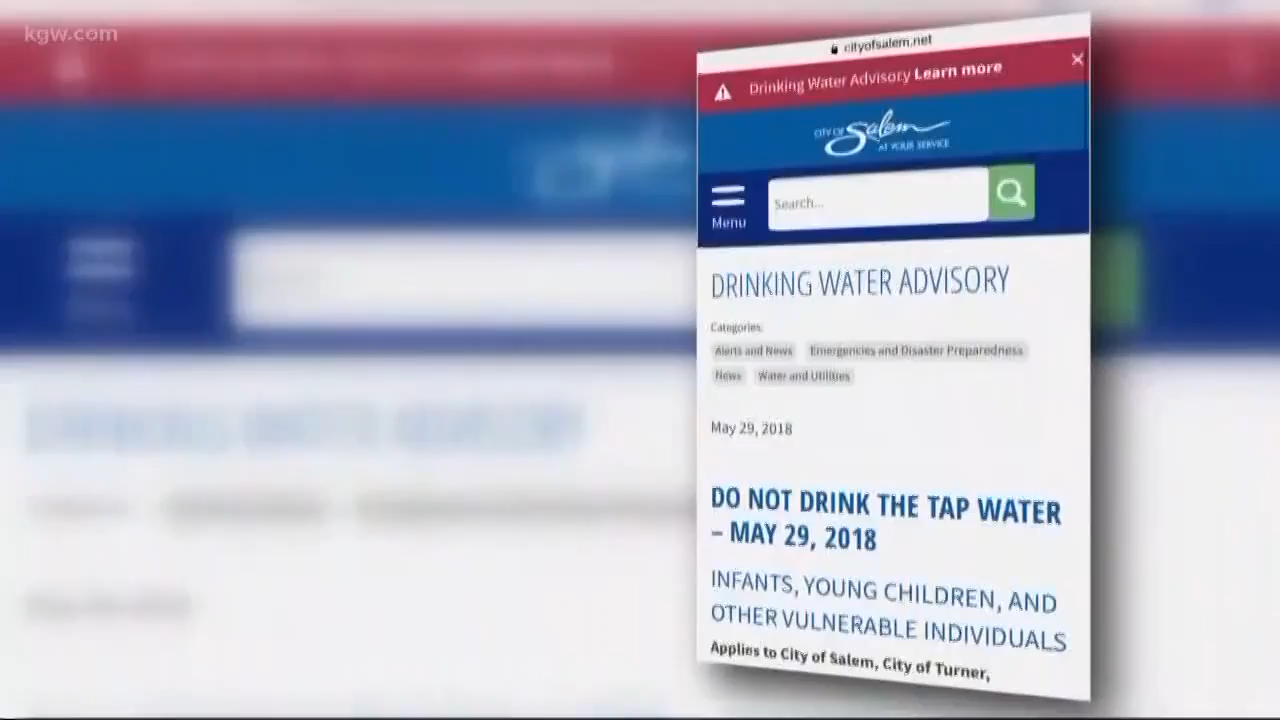 kgw.com
cityofsalem.net
Drinking Water Advisory Learn more ×
CITY OF Salem
AT YOUR SERVICE
Menu
Search...
DRINKING WATER ADVISORY
Categories:
Alerts and News Emergencies and Disaster Preparedness
News Water and Utilities
May 29, 2018
DO NOT DRINK THE TAP WATER
– MAY 29, 2018
INFANTS, YOUNG CHILDREN, AND
OTHER VULNERABLE INDIVIDUALS
Applies to City of Salem, City of Turner,